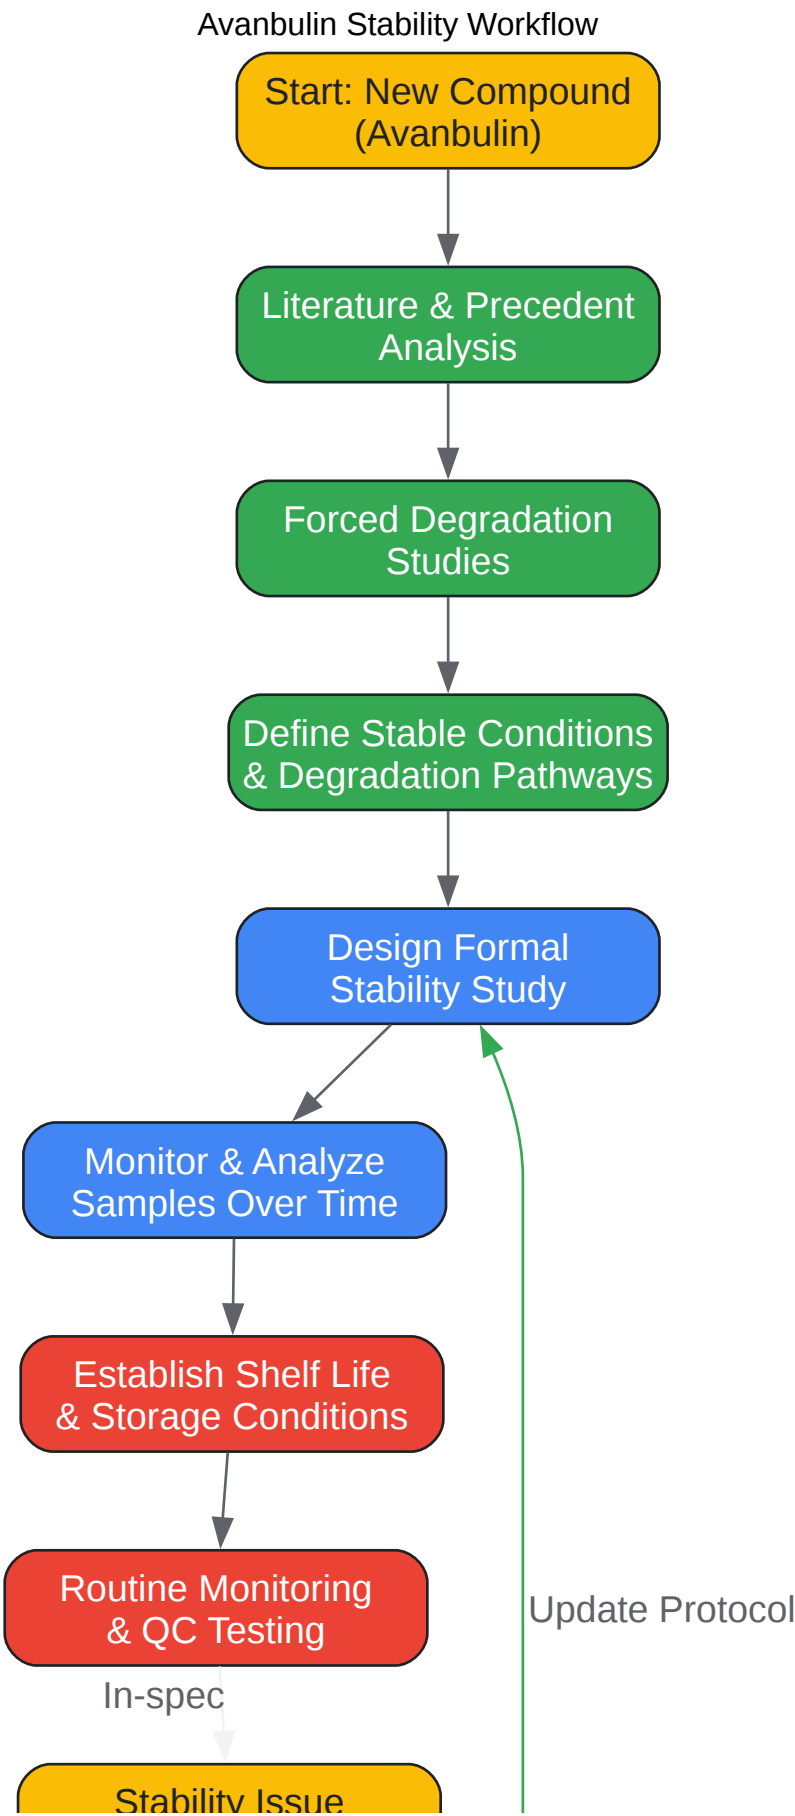 Avanbulin Stability Workflow
Start: New Compound
(Avanbulin)
Literature & Precedent
Analysis
Forced Degradation
Studies
Define Stable Conditions
& Degradation Pathways
Design Formal
Stability Study
Monitor & Analyze
Samples Over Time
Establish Shelf Life
& Storage Conditions
Routine Monitoring
& QC Testing
Update Protocol
In-spec
Stability Issue